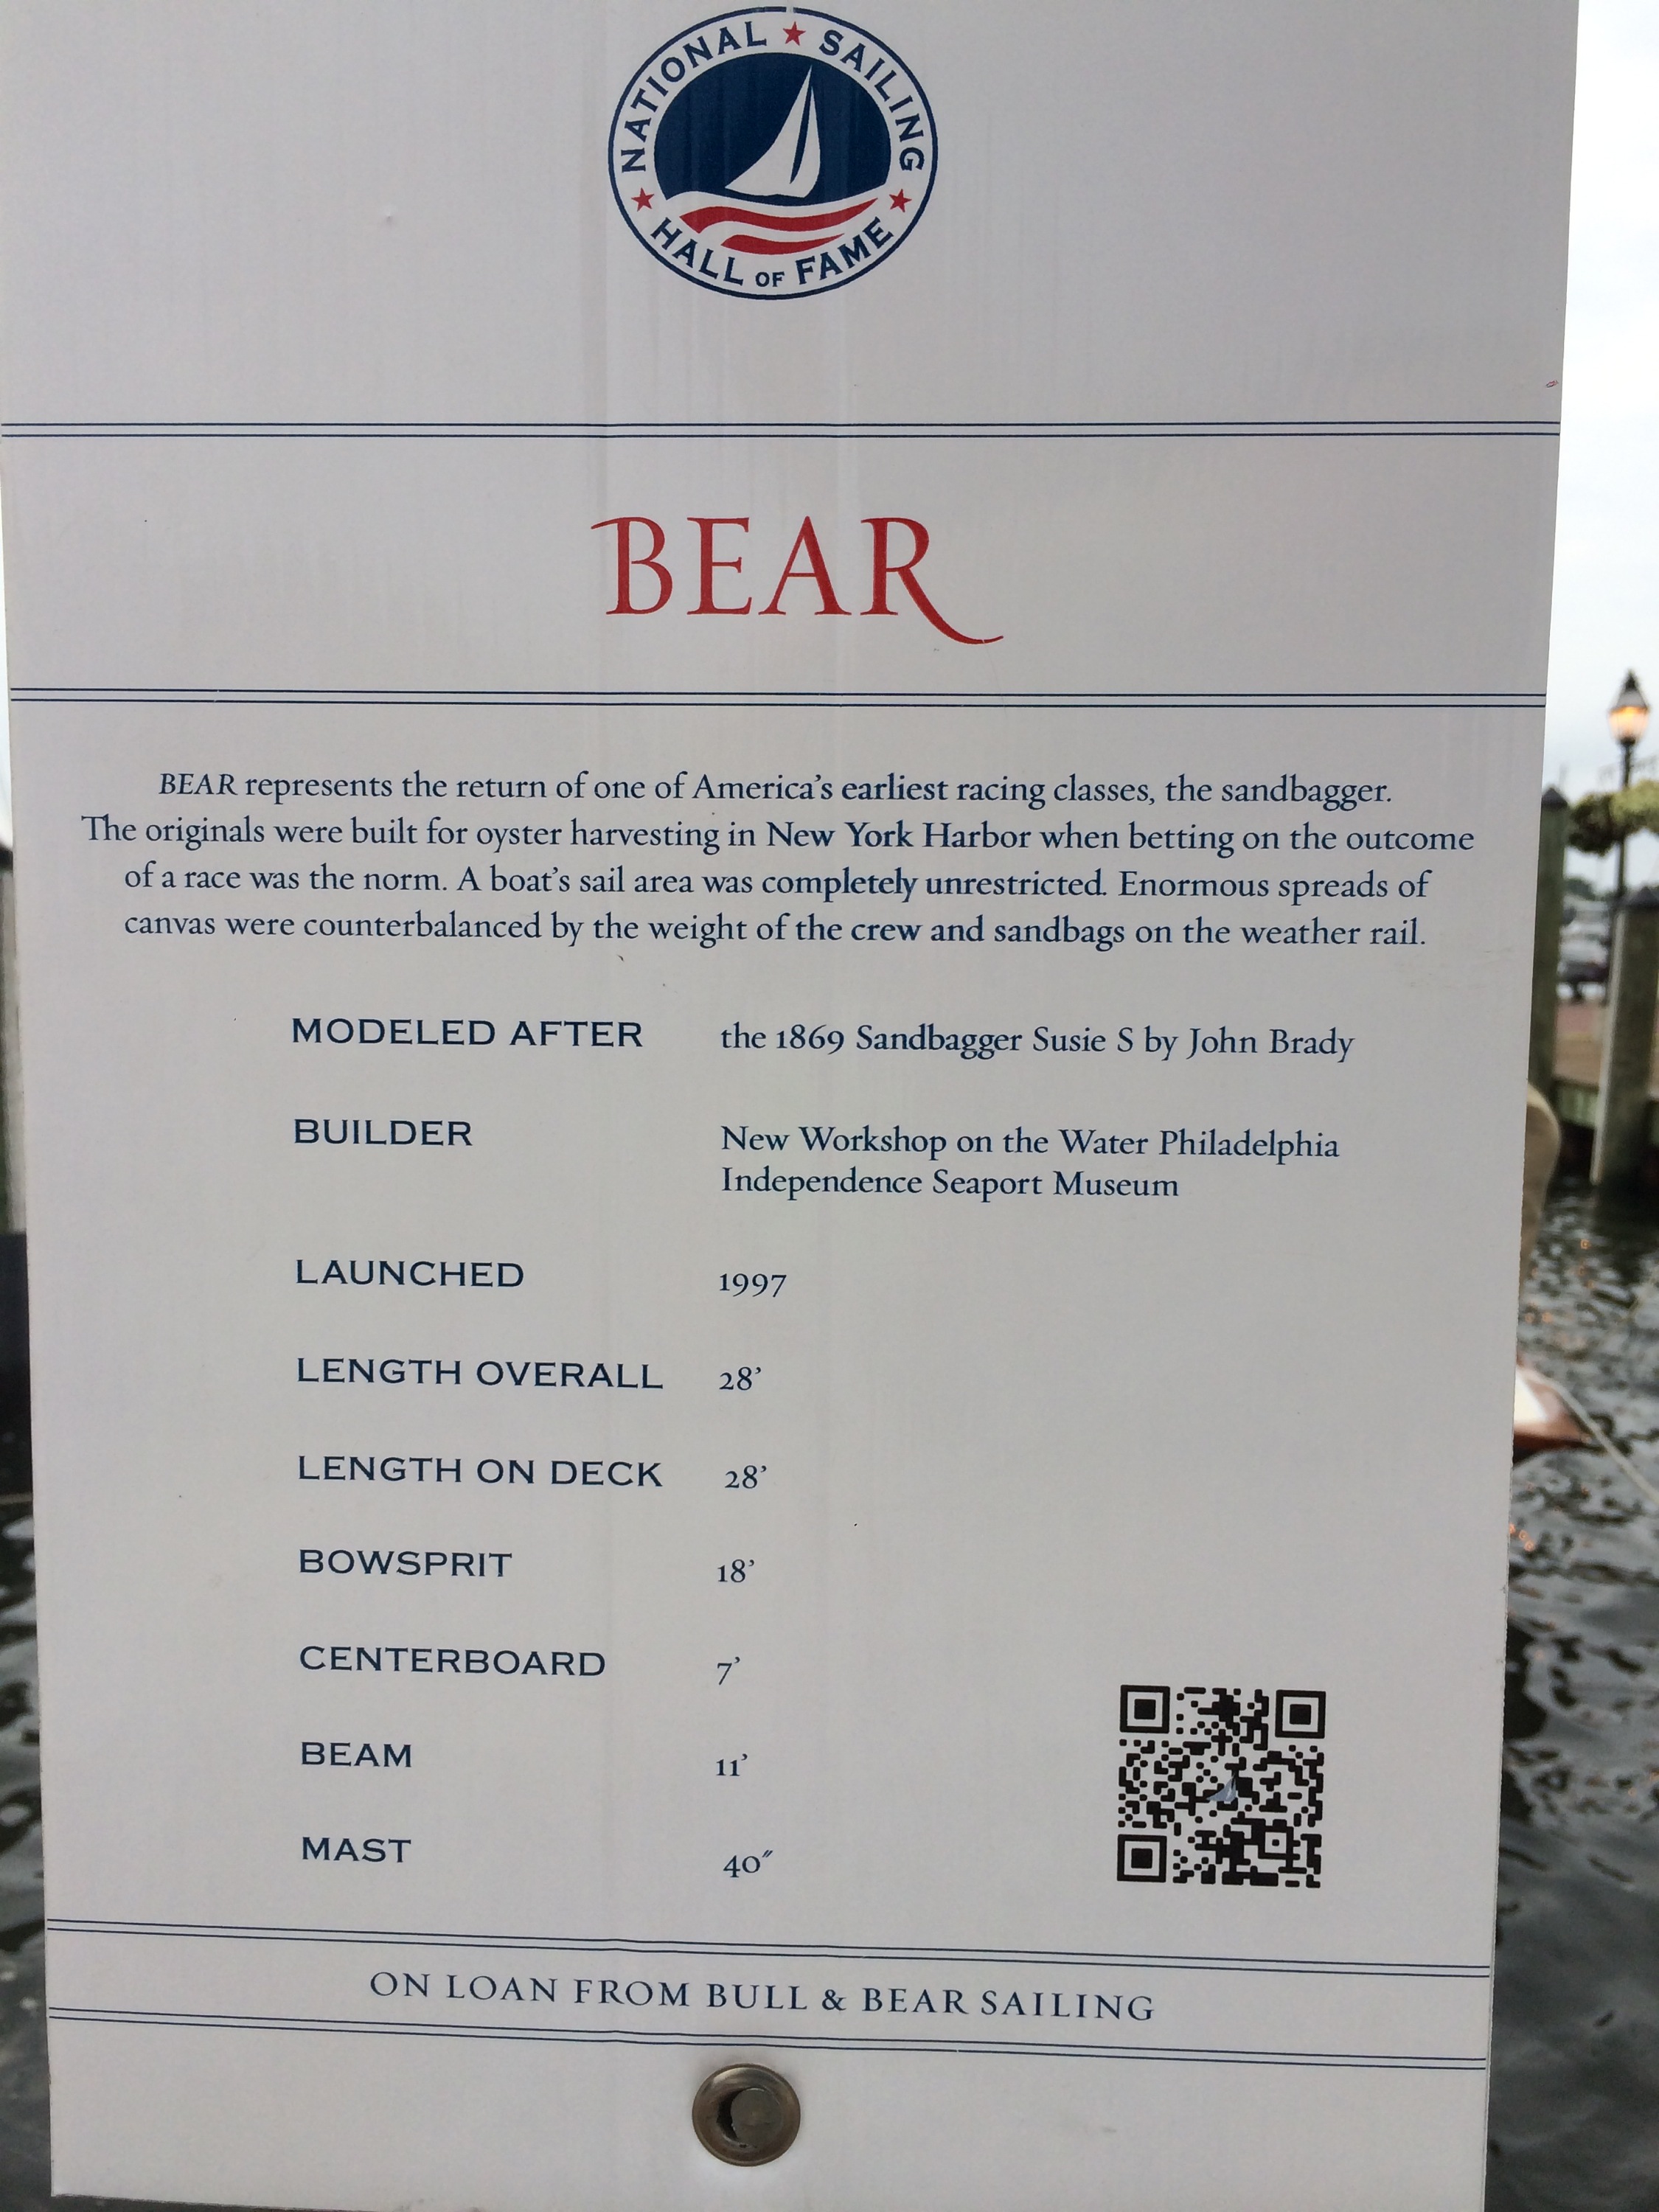 NATIONAL ★ SAILING
★ HALL OF FAME ★
BEAR
BEAR represents the return of one of America’s earliest racing classes, the sandbagger.
The originals were built for oyster harvesting in New York Harbor when betting on the outcome
of a race was the norm. A boat’s sail area was completely unrestricted. Enormous spreads of
canvas were counterbalanced by the weight of the crew and sandbags on the weather rail.
MODELED AFTER the 1869 Sandbagger Susie S by John Brady
BUILDER New Workshop on the Water Philadelphia
Independence Seaport Museum
LAUNCHED 1997
LENGTH OVERALL 28’
LENGTH ON DECK 28’
BOWSPRIT 18’
CENTERBOARD 7’
BEAM 11’
MAST 40″
ON LOAN FROM BULL & BEAR SAILING